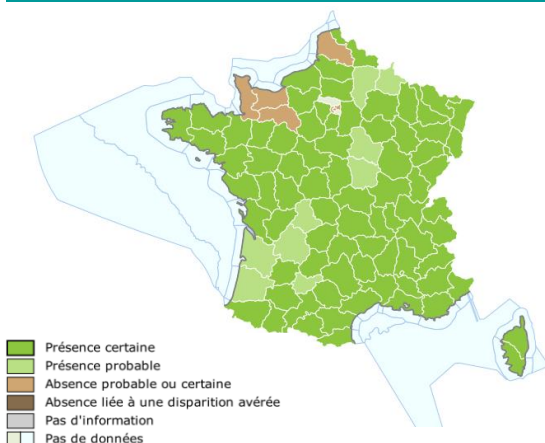 Présence certaine
Présence probable
Absence probable ou certaine
Absence liée à une disparition avérée
Pas d'information
Pas de données